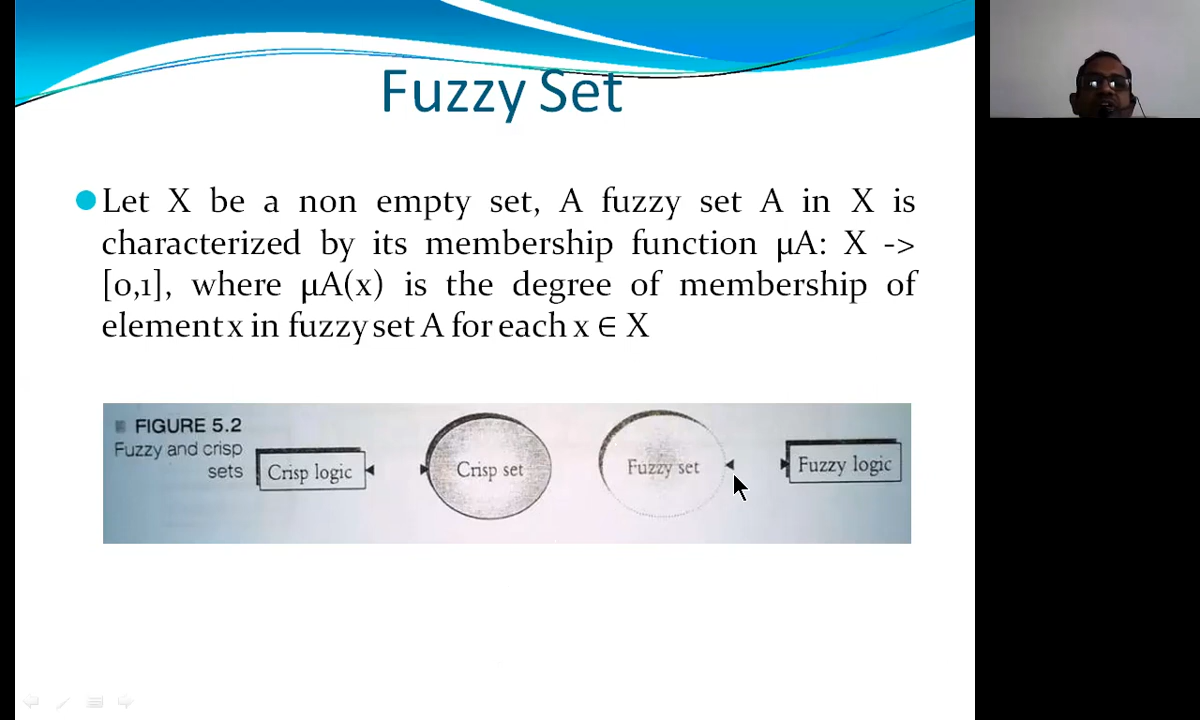 Fuzzy Set
Let X be a non empty set, A fuzzy set A in X is
characterized by its membership function μA: X ->
[0,1], where μA(x) is the degree of membership of
element x in fuzzy set A for each x ∈ X
FIGURE 5.2
Fuzzy and crisp
sets
Crisp logic
Crisp set
Fuzzy set
Fuzzy logic